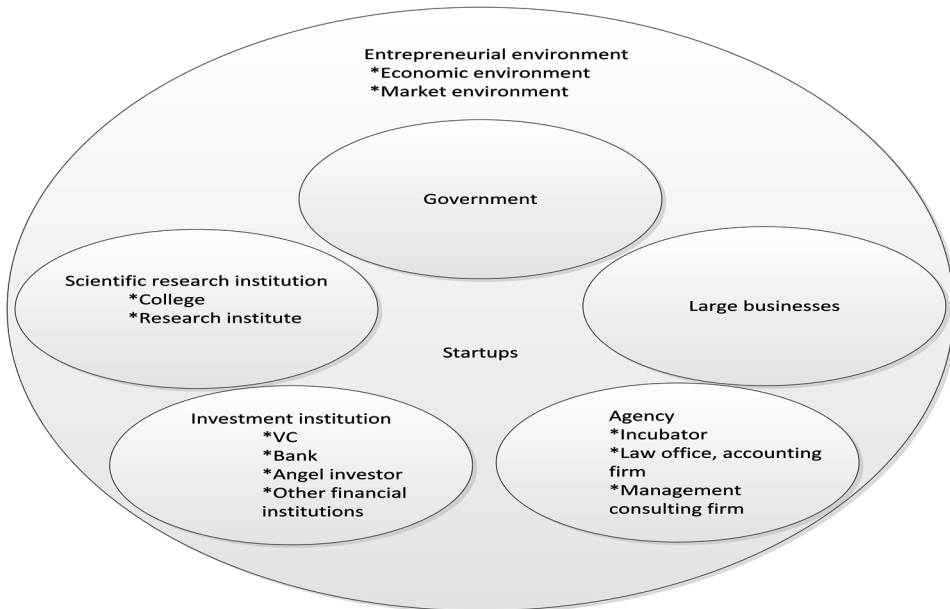 Entrepreneurial environment
*Economic environment
*Market environment
Government
Scientific research institution
*College
*Research institute
Large businesses
Startups
Investment institution
*VC
*Bank
*Angel investor
*Other financial
institutions
Agency
*Incubator
*Law office, accounting
firm
*Management
consulting firm